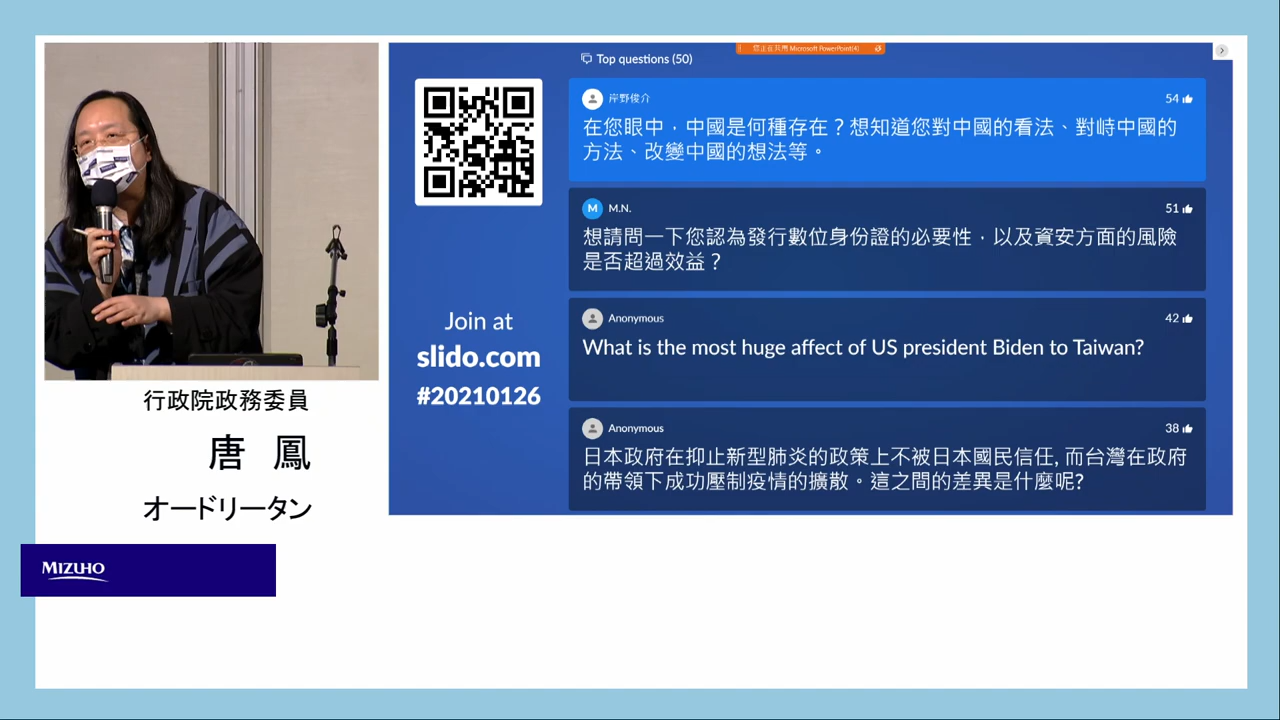 您正在共用 Microsoft PowerPoint(4)
Top questions (50)
岸野俊介
54
在您眼中，中國是何種存在？想知道您對中國的看法、對峙中國的
方法、改變中國的想法等。
M
M.N.
51
想請問一下您認為發行數位身份證的必要性，以及資安方面的風險
是否超過效益？
Anonymous
42
What is the most huge affect of US president Biden to Taiwan?
Anonymous
38
日本政府在抑止新型肺炎的政策上不被日本國民信任, 而台灣在政府
的帶領下成功壓制疫情的擴散。這之間的差異是什麼呢?
Join at
slido.com
#20210126
行政院政務委員
唐 鳳
オードリータン
MIZUHO